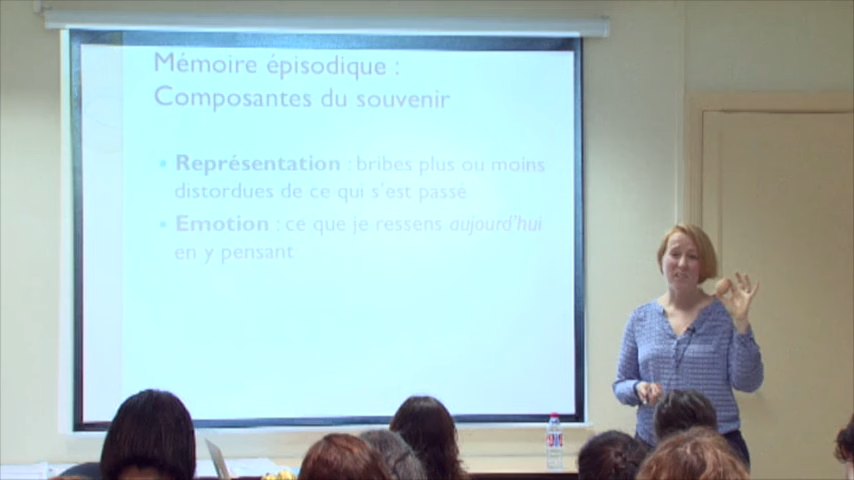 Mémoire épisodique :
Composantes du souvenir
Représentation : bribes plus ou moins
distordues de ce qui s'est passé
Emotion : ce que je ressens aujourd'hui
en y pensant